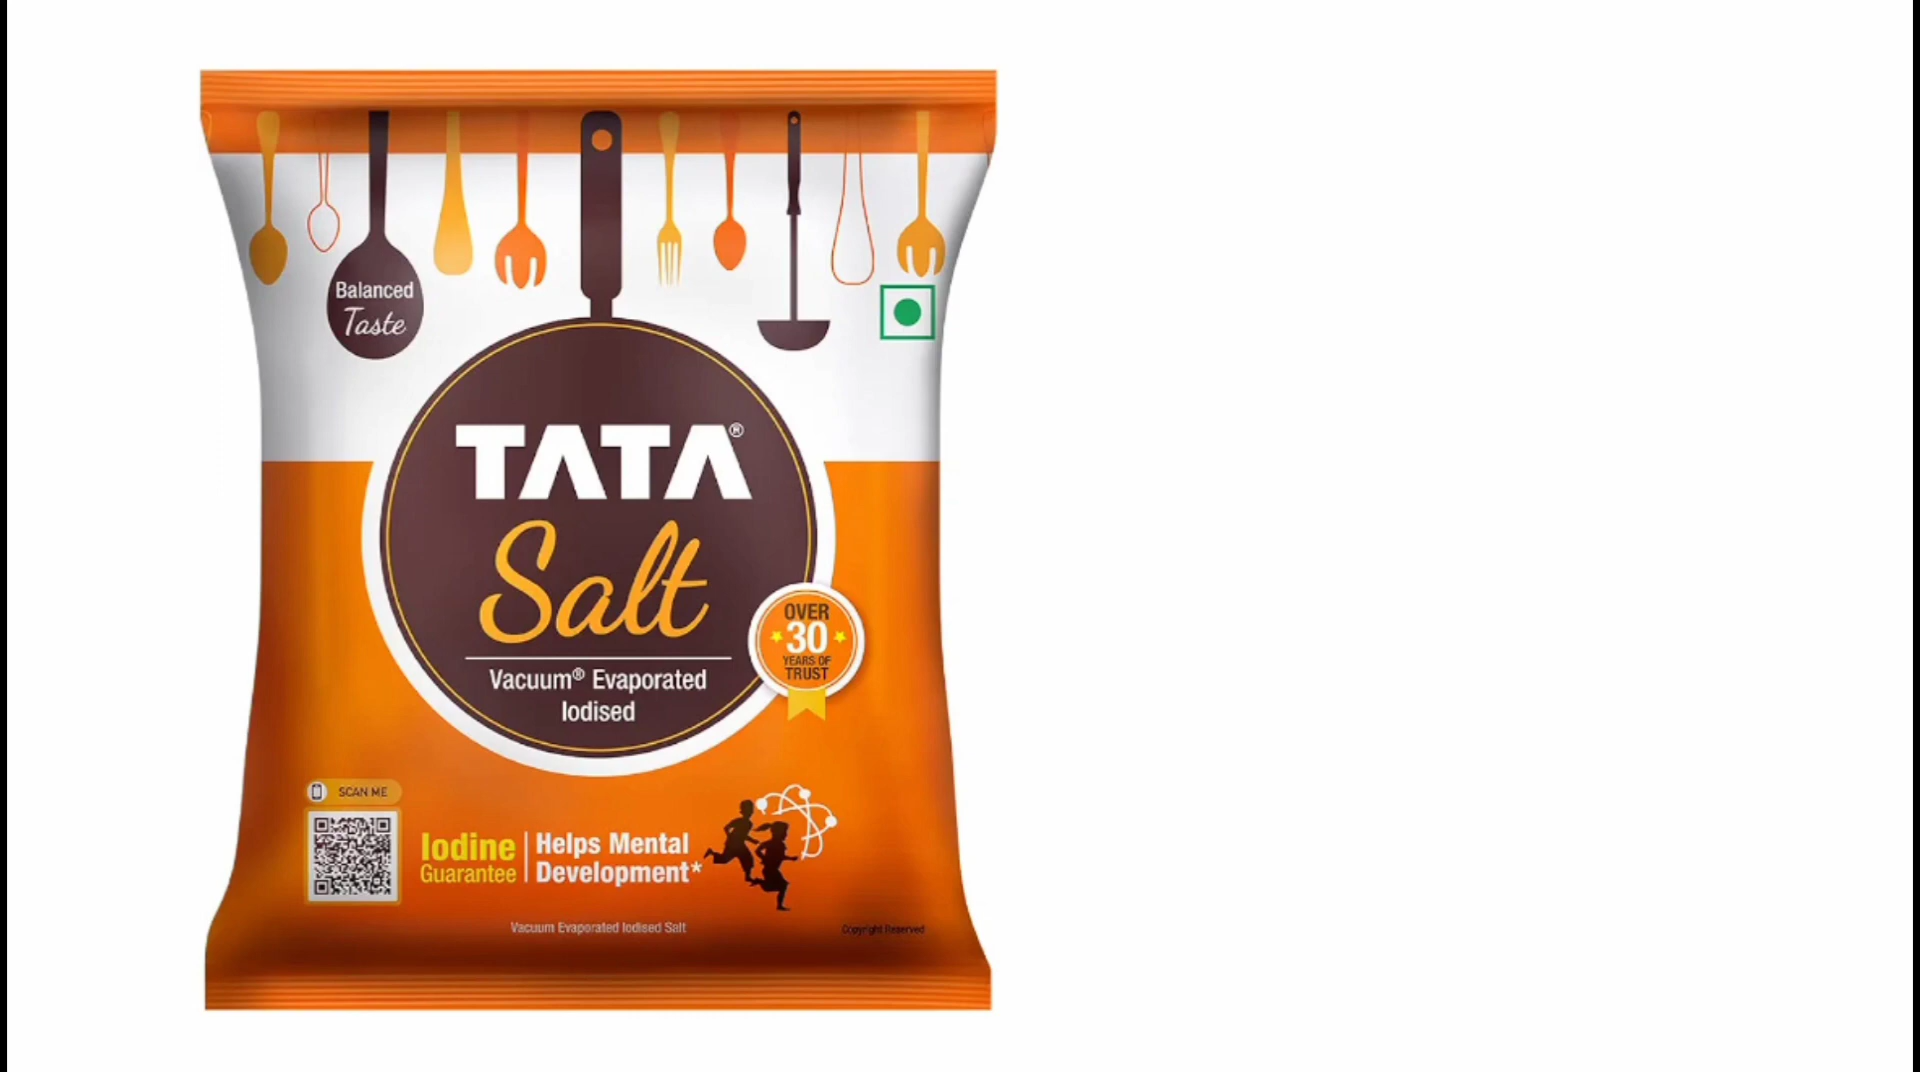 Balanced
Taste
TATA®
Salt
Vacuum® Evaporated
Iodised
OVER
30
YEARS OF
TRUST
SCAN ME
Iodine
Guarantee
Helps Mental
Development*
Vacuum Evaporated Iodised Salt
Copyright Reserved